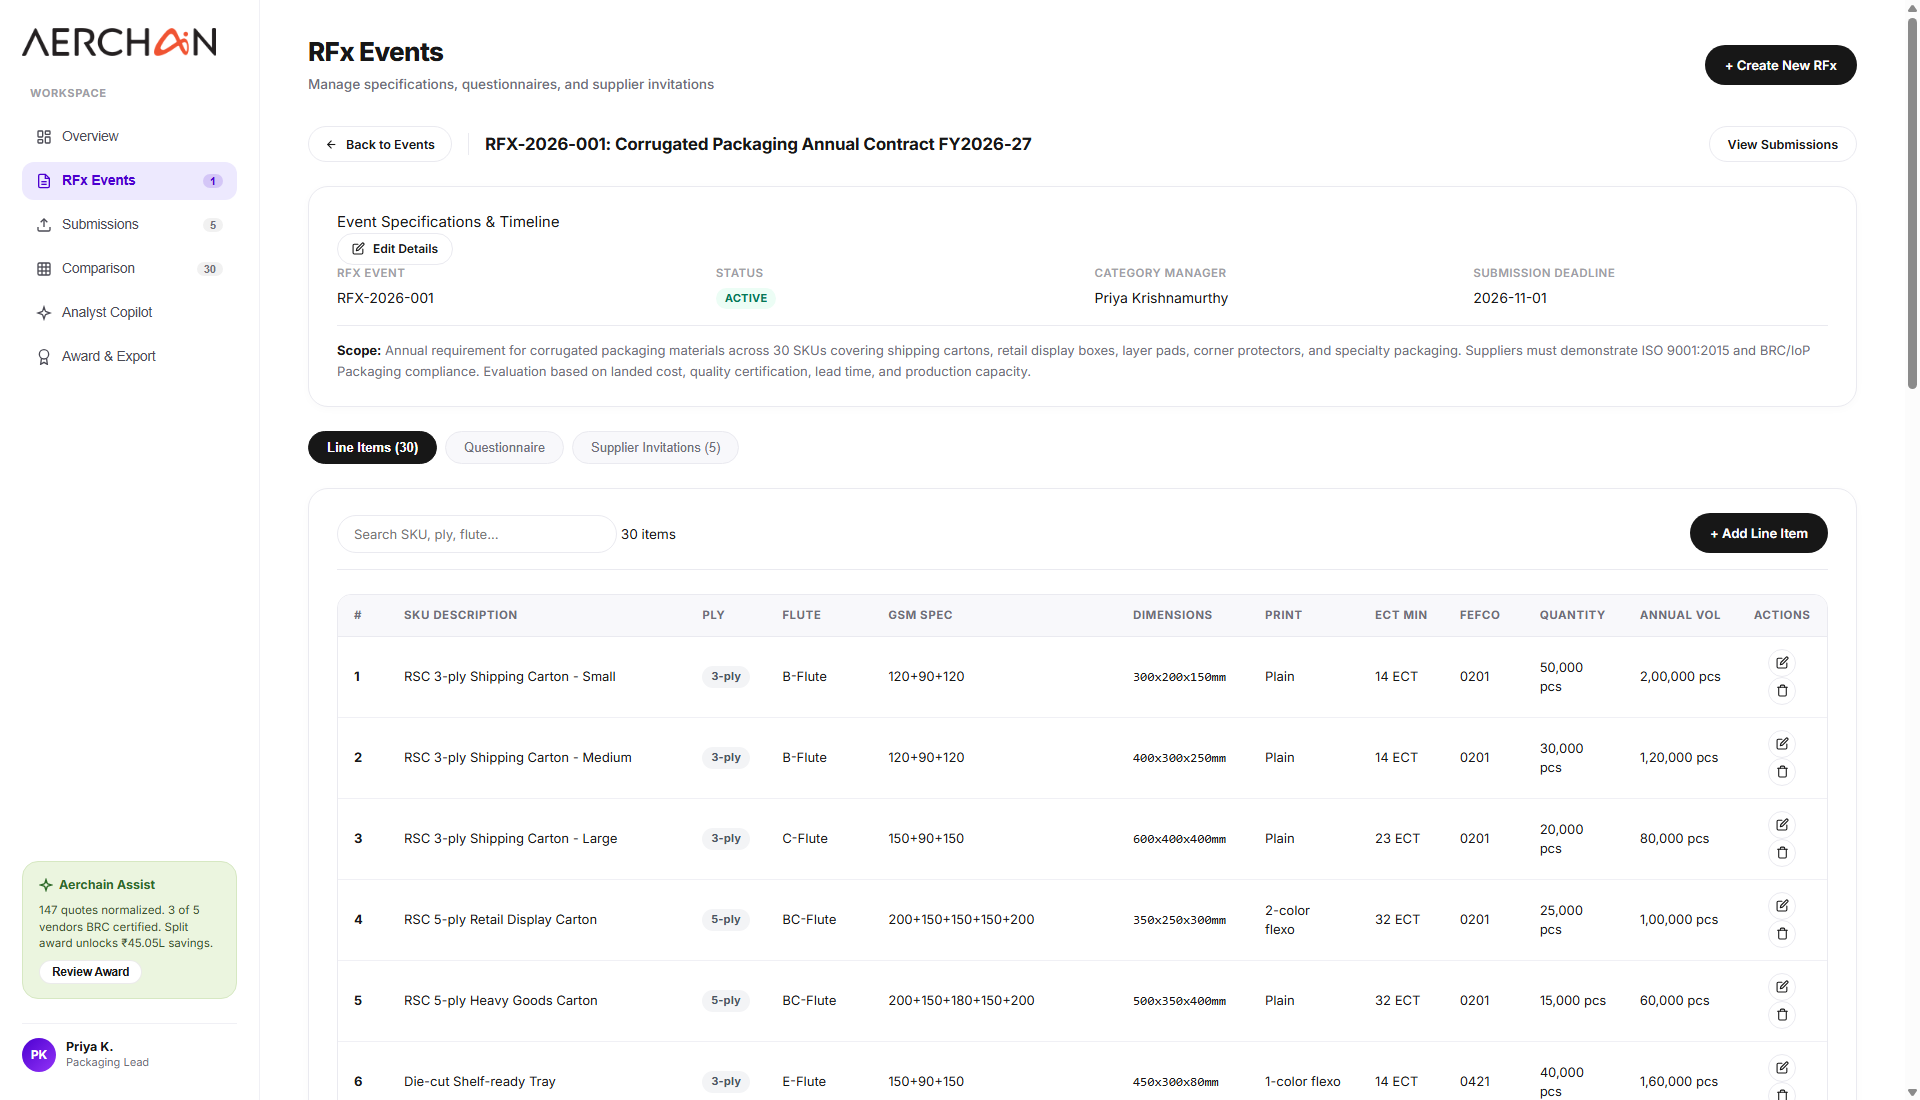 AERCHAIN
WORKSPACE
Overview
RFx Events 1
Submissions 5
Comparison 30
Analyst Copilot
Award & Export
Aerchain Assist
147 quotes normalized. 3 of 5
vendors BRC certified. Split
award unlocks ₹45.05L savings.
Review Award
PK
Priya K.
Packaging Lead
RFx Events
Manage specifications, questionnaires, and supplier invitations
+ Create New RFx
← Back to Events
RFX-2026-001: Corrugated Packaging Annual Contract FY2026-27
View Submissions
Event Specifications & Timeline
Edit Details
RFX EVENT STATUS CATEGORY MANAGER SUBMISSION DEADLINE
RFX-2026-001 ACTIVE Priya Krishnamurthy 2026-11-01
Scope: Annual requirement for corrugated packaging materials across 30 SKUs covering shipping cartons, retail display boxes, layer pads, corner protectors, and specialty packaging. Suppliers must demonstrate ISO 9001:2015 and BRC/IoP
Packaging compliance. Evaluation based on landed cost, quality certification, lead time, and production capacity.
Line Items (30) Questionnaire Supplier Invitations (5)
Search SKU, ply, flute... 30 items + Add Line Item
# SKU DESCRIPTION PLY FLUTE GSM SPEC DIMENSIONS PRINT ECT MIN FEFCO QUANTITY ANNUAL VOL ACTIONS
1 RSC 3-ply Shipping Carton - Small 3-ply B-Flute 120+90+120 300x200x150mm Plain 14 ECT 0201 50,000 pcs 2,00,000 pcs
2 RSC 3-ply Shipping Carton - Medium 3-ply B-Flute 120+90+120 400x300x250mm Plain 14 ECT 0201 30,000 pcs 1,20,000 pcs
3 RSC 3-ply Shipping Carton - Large 3-ply C-Flute 150+90+150 600x400x400mm Plain 23 ECT 0201 20,000 pcs 80,000 pcs
4 RSC 5-ply Retail Display Carton 5-ply BC-Flute 200+150+150+150+200 350x250x300mm 2-color flexo 32 ECT 0201 25,000 pcs 1,00,000 pcs
5 RSC 5-ply Heavy Goods Carton 5-ply BC-Flute 200+150+180+150+200 500x350x400mm Plain 32 ECT 0201 15,000 pcs 60,000 pcs
6 Die-cut Shelf-ready Tray 3-ply E-Flute 150+90+150 450x300x80mm 1-color flexo 14 ECT 0421 40,000 pcs 1,60,000 pcs